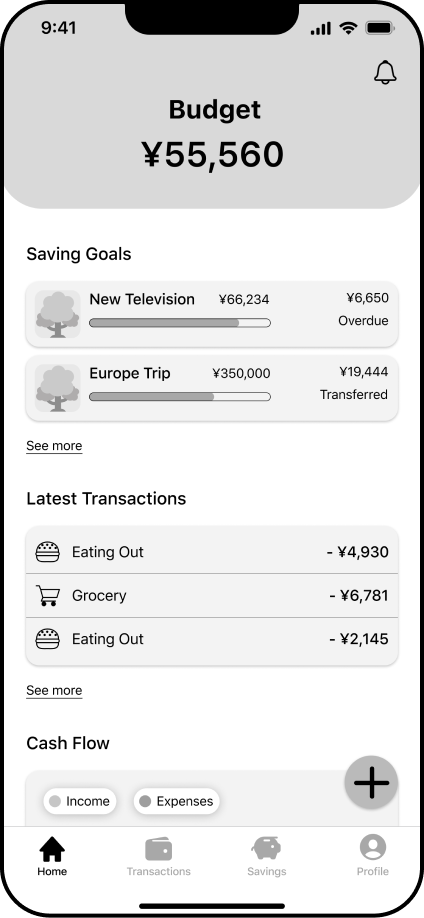 9:41
Budget
¥55,560
Saving Goals
New Television ¥66,234 ¥6,650
Overdue
Europe Trip ¥350,000 ¥19,444
Transferred
See more
Latest Transactions
Eating Out - ¥4,930
Grocery - ¥6,781
Eating Out - ¥2,145
See more
Cash Flow
Income Expenses
Home Transactions Savings Profile